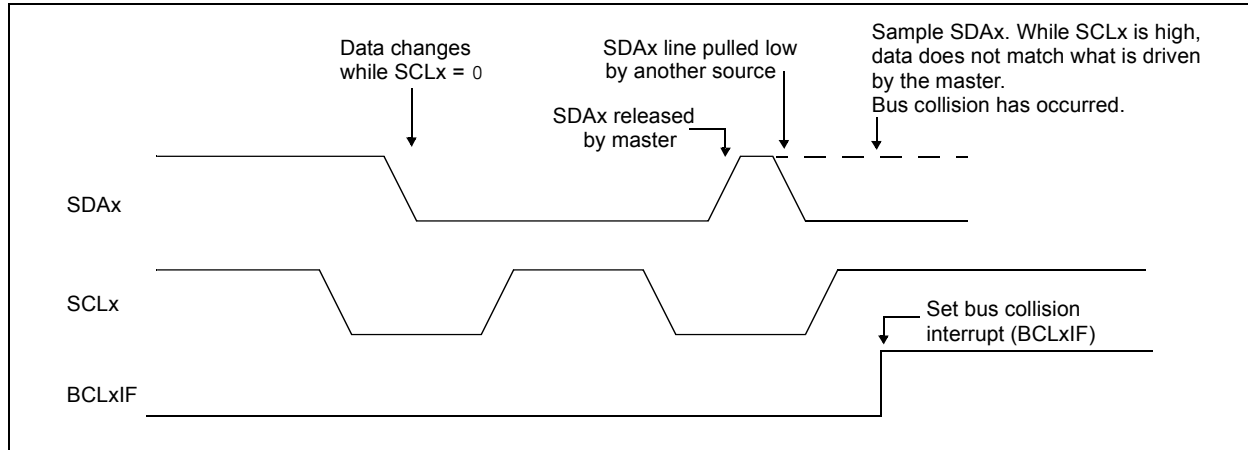 Data changes
while SCLx = 0
SDAx line pulled low
by another source
SDAx released
by master
Sample SDAx. While SCLx is high,
data does not match what is driven
by the master.
Bus collision has occurred.
SDAx
SCLx
Set bus collision
interrupt (BCLxIF)
BCLxIF